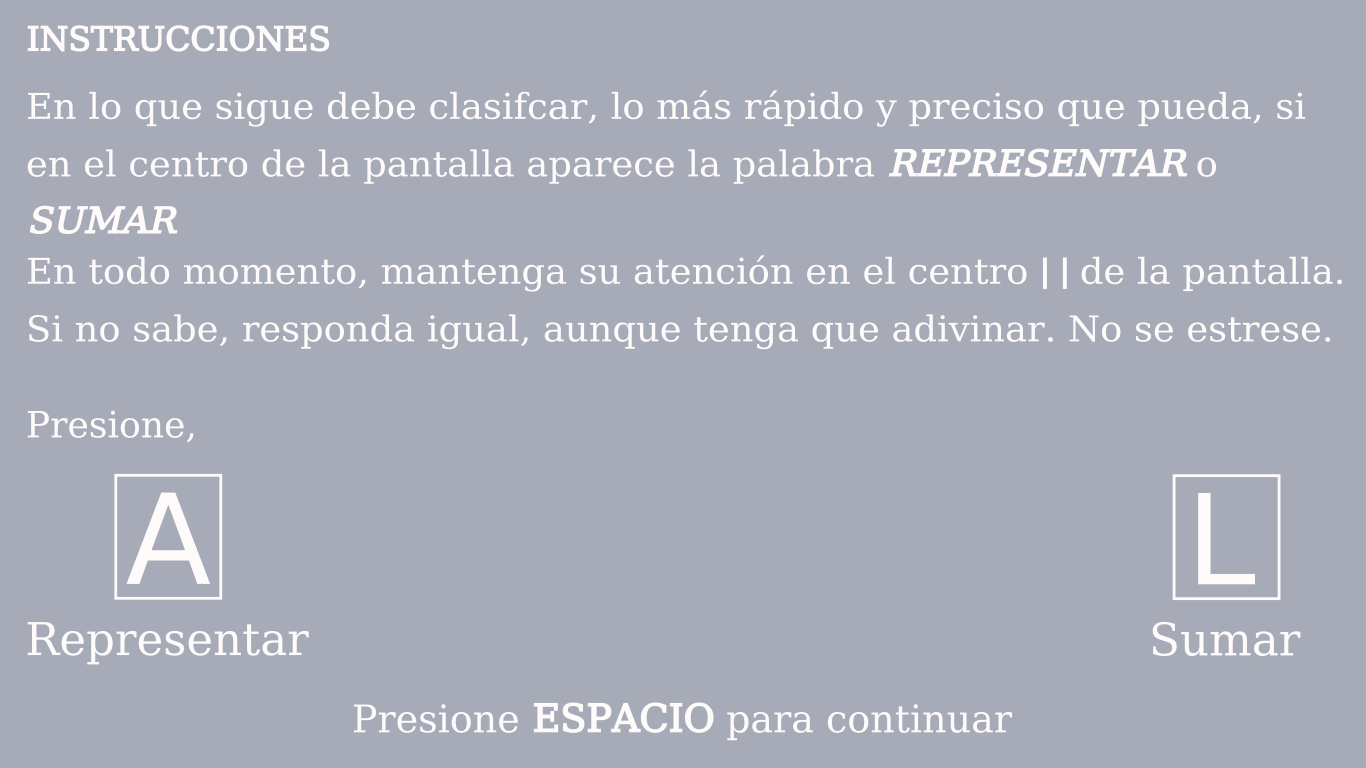 INSTRUCCIONES
En lo que sigue debe clasifcar, lo más rápido y preciso que pueda, si
en el centro de la pantalla aparece la palabra REPRESENTAR o
SUMAR
En todo momento, mantenga su atención en el centro | | de la pantalla.
Si no sabe, responda igual, aunque tenga que adivinar. No se estrese.
Presione,
A L
Representar Sumar
Presione ESPACIO para continuar